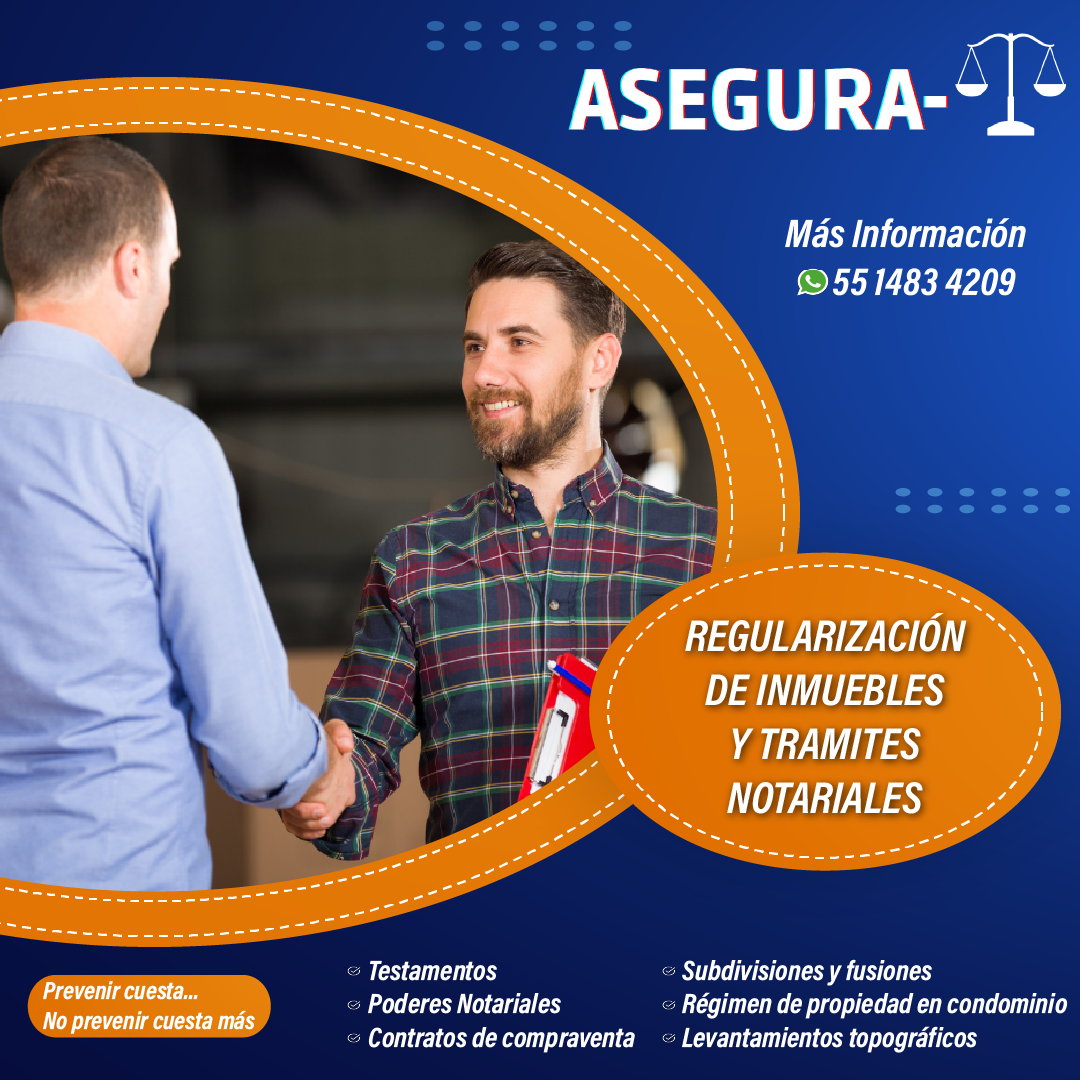 ASEGURA-
Más Información
55 1483 4209
REGULARIZACIÓN
DE INMUEBLES
Y TRAMITES
NOTARIALES
Prevenir cuesta...
No prevenir cuesta más
Testamentos
Poderes Notariales
Contratos de compraventa
Subdivisiones y fusiones
Régimen de propiedad en condominio
Levantamientos topográficos